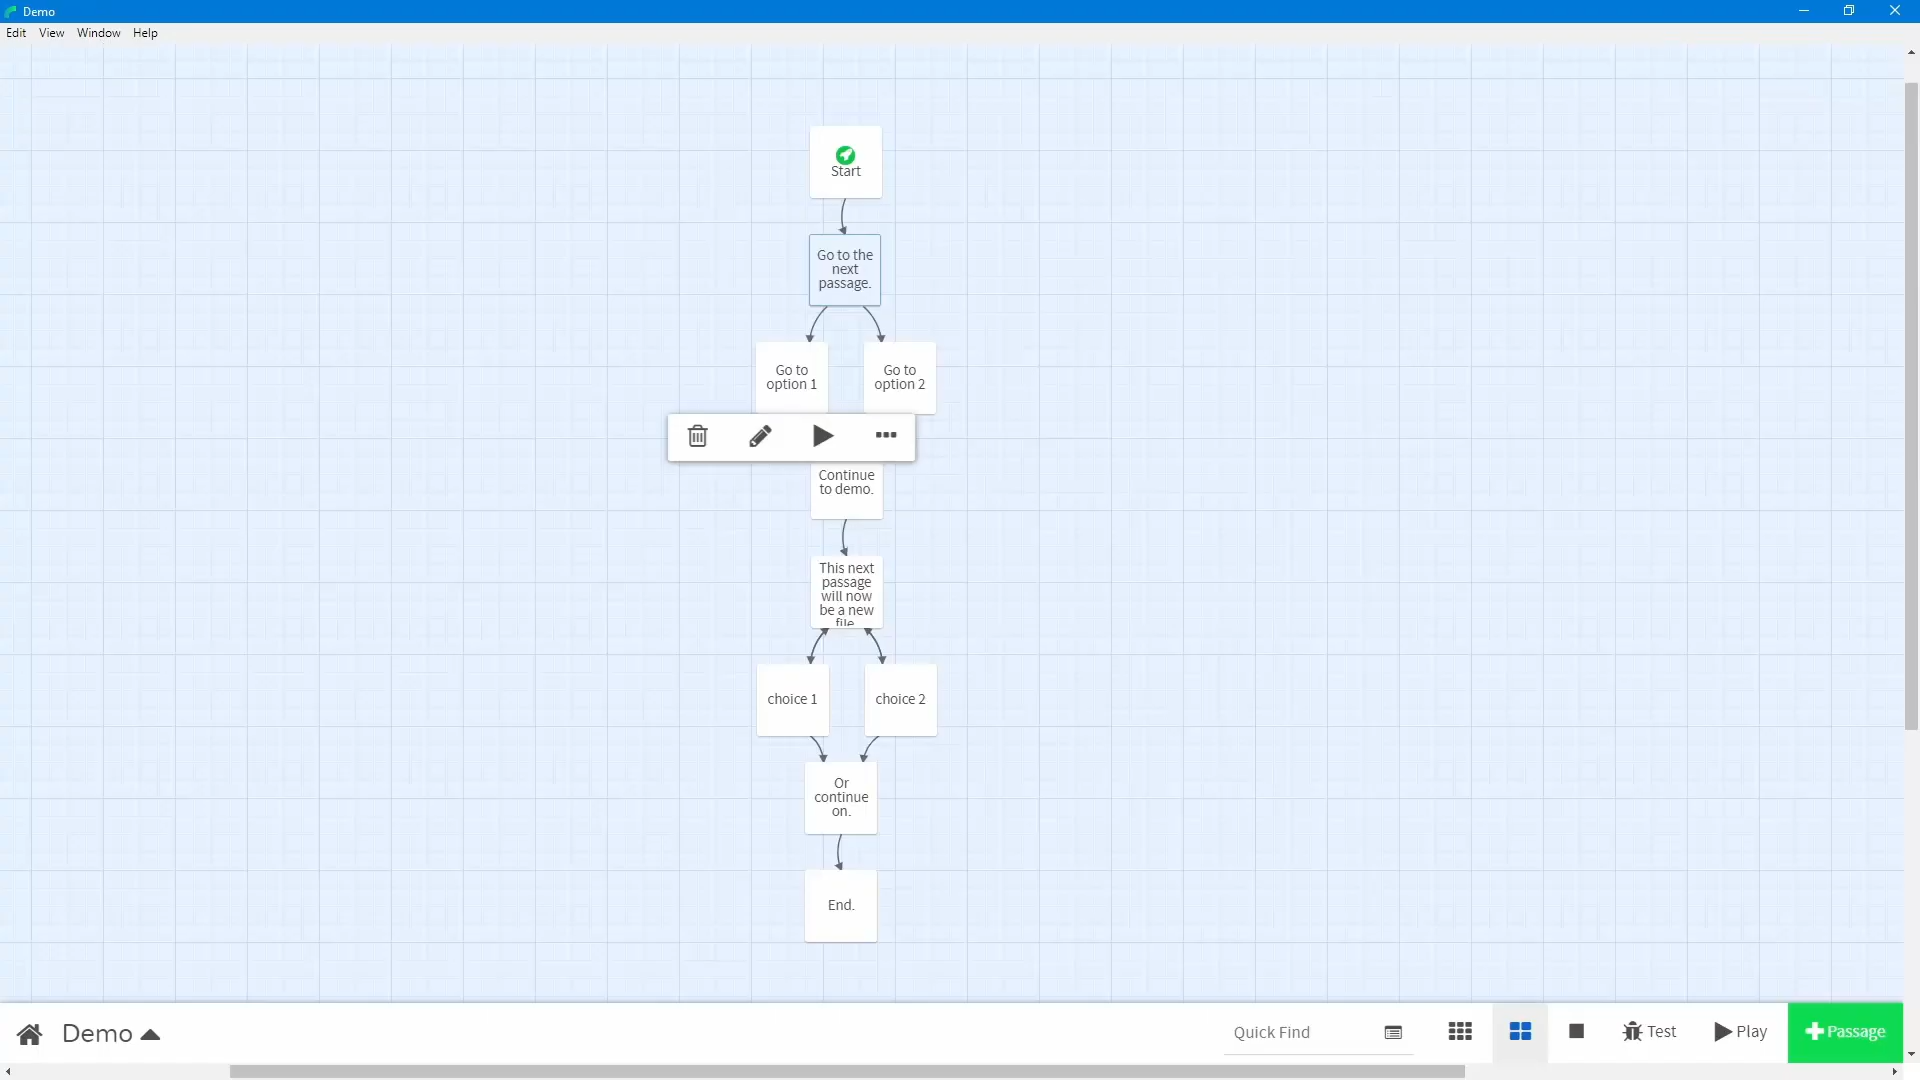 Demo
Edit View Window Help
Start
Go to the
next
passage.
Go to
option 1
Go to
option 2
Continue
to demo.
This next
passage
will now
be a new
file.
choice 1
choice 2
Or
continue
on.
End.
Demo
Quick Find
Test
Play
Passage